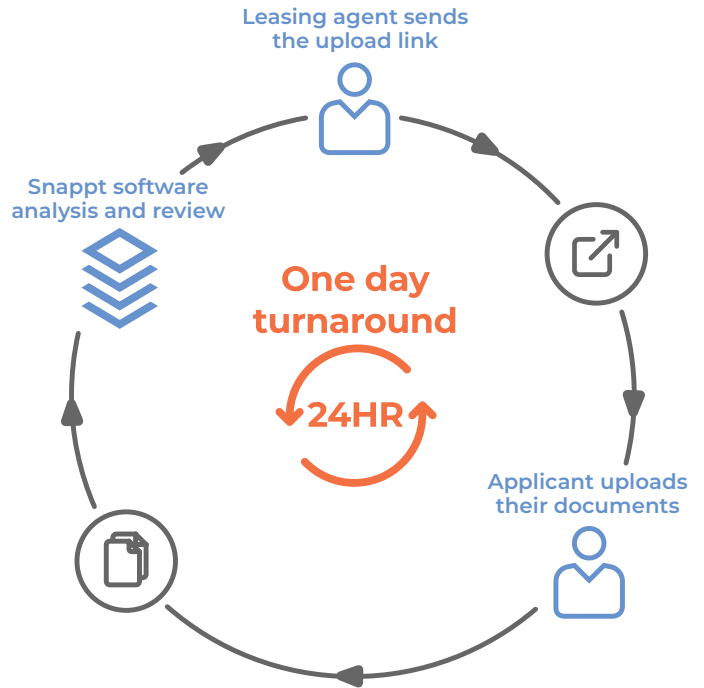 Leasing agent sends
the upload link
Snappt software
analysis and review
One day
turnaround
24HR
Applicant uploads
their documents